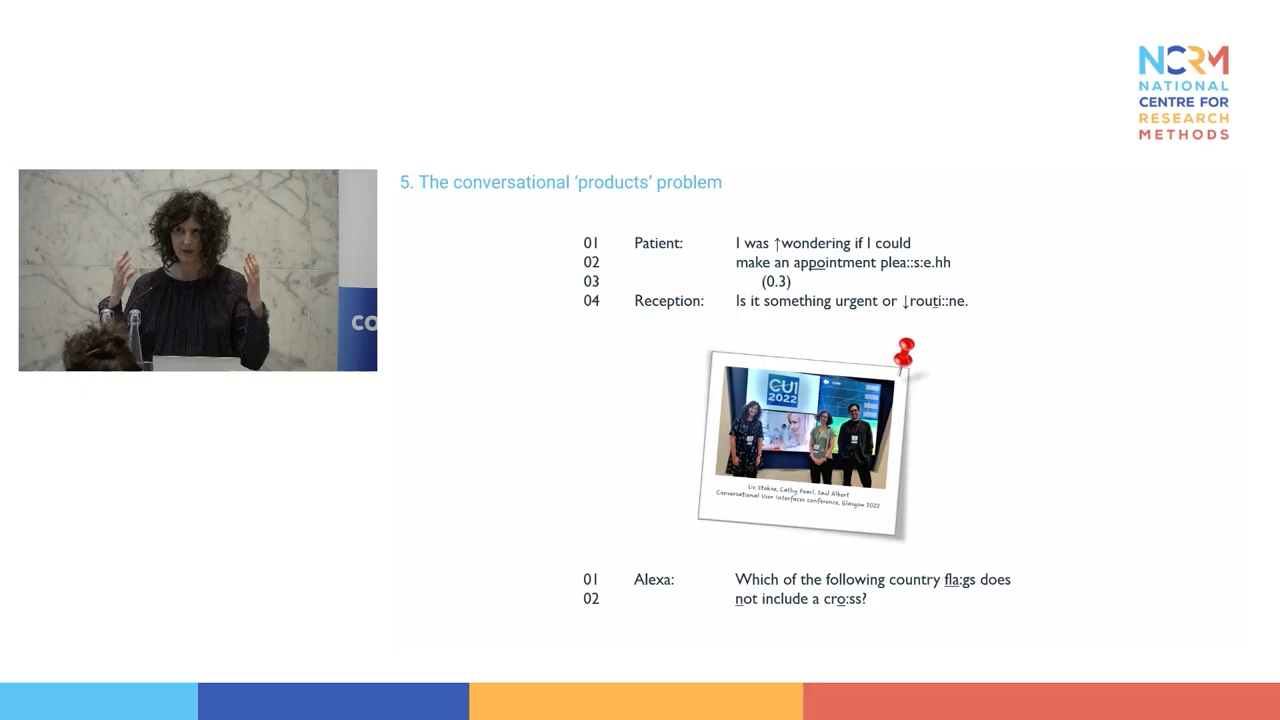 NCRM
NATIONAL
CENTRE FOR
RESEARCH
METHODS
5. The conversational ‘products’ problem
01 Patient: I was ↑wondering if I could
02 make an appointment plea::s:e.hh
03 (0.3)
04 Reception: Is it something urgent or ↓routi::ne.
CO
CUI
2022
Liz Stokoe, Cathy Pearl, Saul Albert
Conversational User Interfaces conference, Glasgow 2022
01 Alexa: Which of the following country fla:gs does
02 not include a cro:ss?